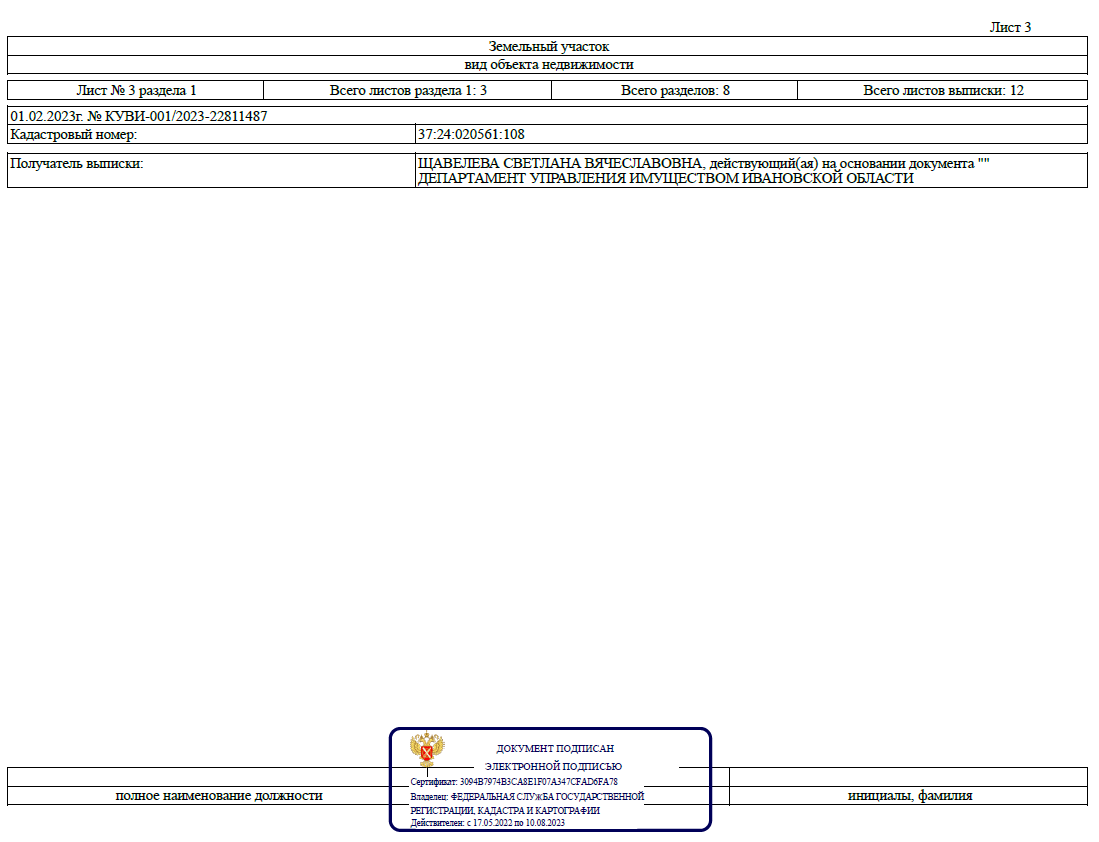 Лист 3
Земельный участок
вид объекта недвижимости
Лист № 3 раздела 1 Всего листов раздела 1: 3 Всего разделов: 8 Всего листов выписки: 12
01.02.2023г. № КУВИ-001/2023-22811487
Кадастровый номер: 37:24:020561:108
Получатель выписки: ЩАВЕЛЕВА СВЕТЛАНА ВЯЧЕСЛАВОВНА, действующий(ая) на основании документа ""
ДЕПАРТАМЕНТ УПРАВЛЕНИЯ ИМУЩЕСТВОМ ИВАНОВСКОЙ ОБЛАСТИ
ДОКУМЕНТ ПОДПИСАН
ЭЛЕКТРОННОЙ ПОДПИСЬЮ
Сертификат: 3094B7974B3CA8E1F07A347CFAD6FA78
Владелец: ФЕДЕРАЛЬНАЯ СЛУЖБА ГОСУДАРСТВЕННОЙ
РЕГИСТРАЦИИ, КАДАСТРА И КАРТОГРАФИИ
Действителен: с 17.05.2022 по 10.08.2023
полное наименование должности инициалы, фамилия